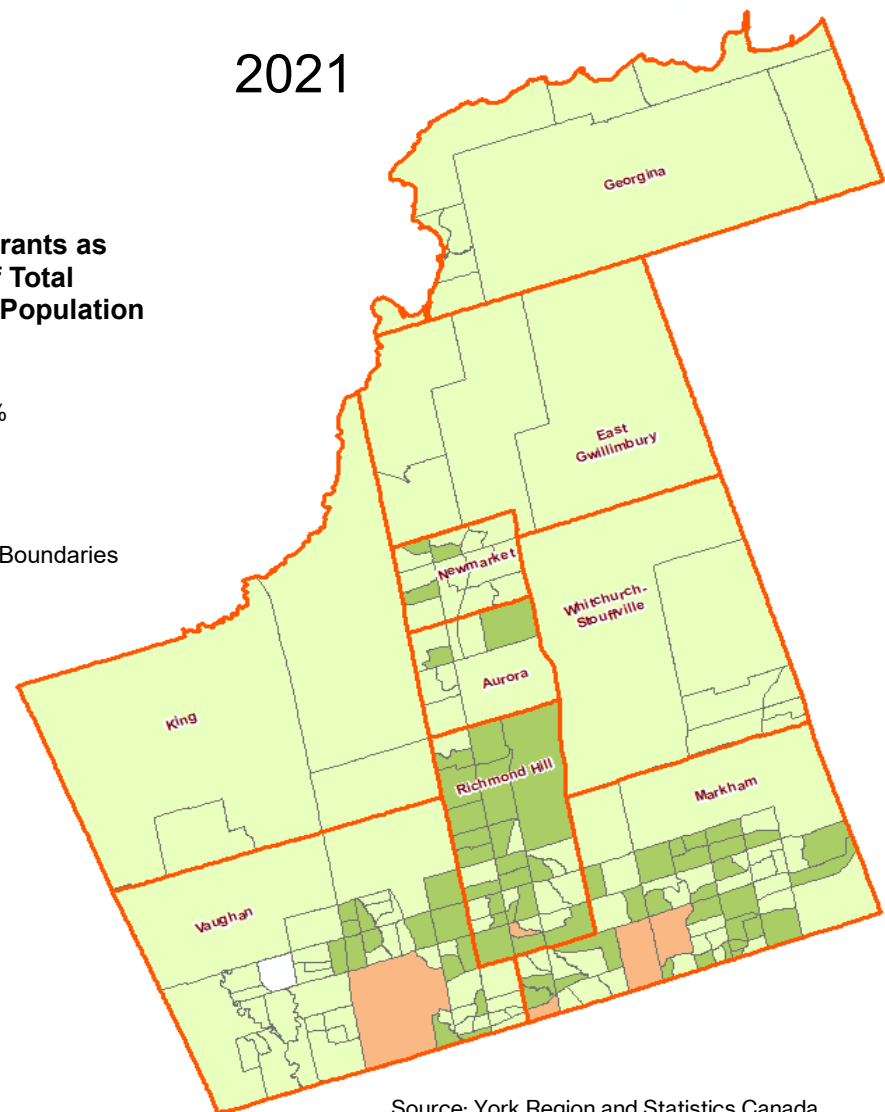 2021
rants as
f Total
Population
%
Boundaries
Georgina
East
Gwillimbury
Newmarket
Whitchurch-
Stouffville
Aurora
King
Richmond Hill
Markham
Vaughan
Source: York Region and Statistics Canada